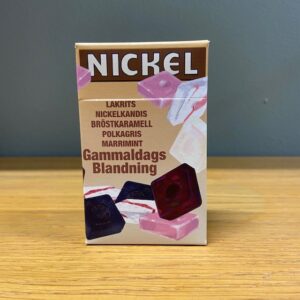 NICKEL
LAKRITS
NICKELKANDIS
BRÖSTKARAMELL
POLKAGRIS
MARRIMINT
Gammaldags
Blandning